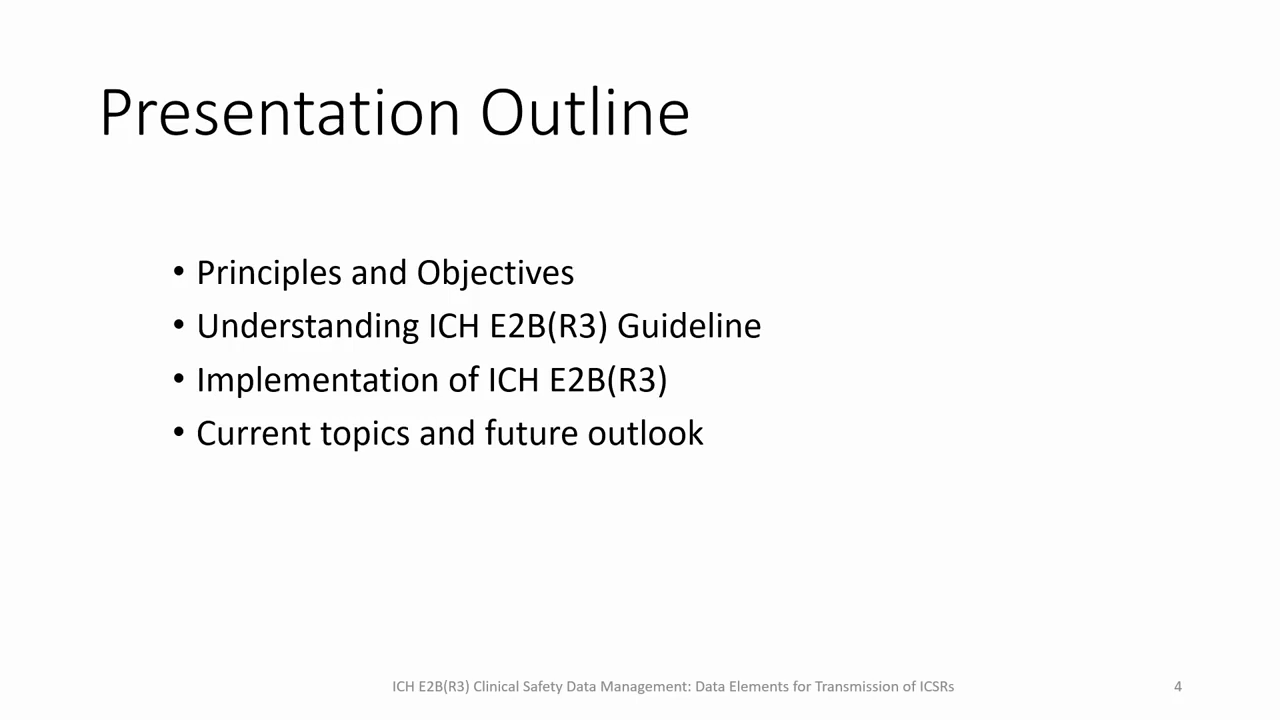 Presentation Outline
• Principles and Objectives
• Understanding ICH E2B(R3) Guideline
• Implementation of ICH E2B(R3)
• Current topics and future outlook
ICH E2B(R3) Clinical Safety Data Management: Data Elements for Transmission of ICSRs
4